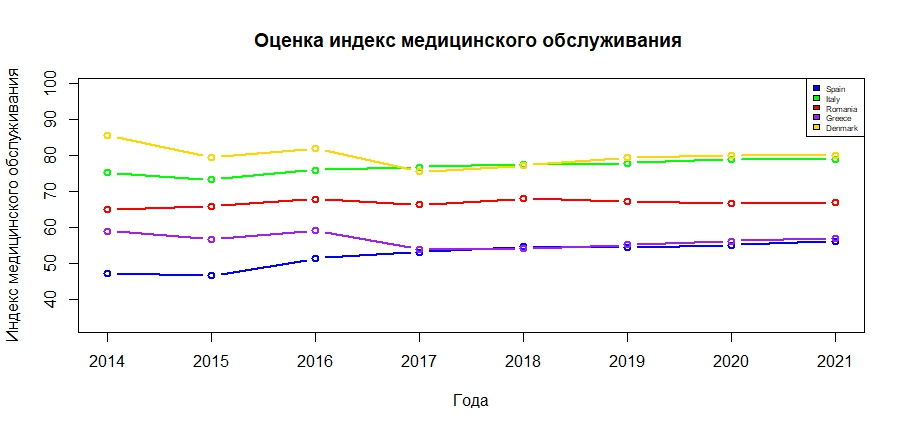 Оценка индекс медицинского обслуживания
Индекс медицинского обслуживания
100
90
80
70
60
50
40
Spain
Italy
Romania
Greece
Denmark
2014 2015 2016 2017 2018 2019 2020 2021
Года